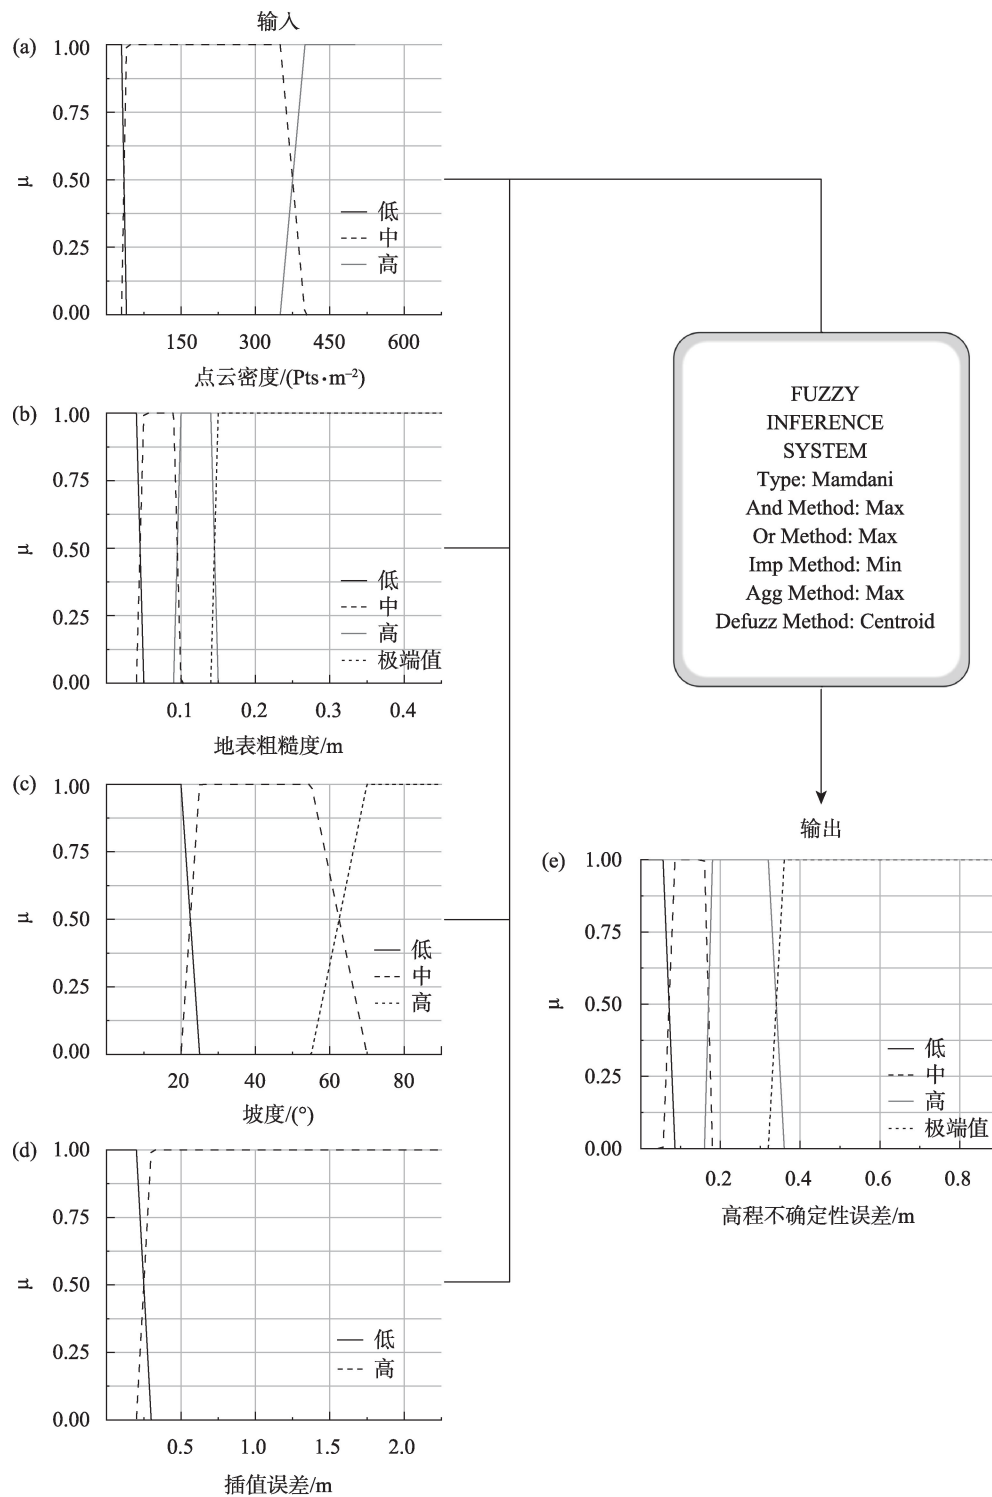 输入
(a)
1.00
0.75
0.50
0.25
0.00
μ
低
中
高
150 300 450 600
点云密度/(Pts·m⁻²)
(b)
1.00
0.75
0.50
0.25
0.00
μ
低
中
高
极端值
0.1 0.2 0.3 0.4
地表粗糙度/m
(c)
1.00
0.75
0.50
0.25
0.00
μ
低
中
高
20 40 60 80
坡度/(°)
(d)
1.00
0.75
0.50
0.25
0.00
μ
低
高
0.5 1.0 1.5 2.0
插值误差/m
FUZZY
INFERENCE
SYSTEM
Type: Mamdani
And Method: Max
Or Method: Max
Imp Method: Min
Agg Method: Max
Defuzz Method: Centroid
输出
(e)
1.00
0.75
0.50
0.25
0.00
μ
低
中
高
极端值
0.2 0.4 0.6 0.8
高程不确定性误差/m